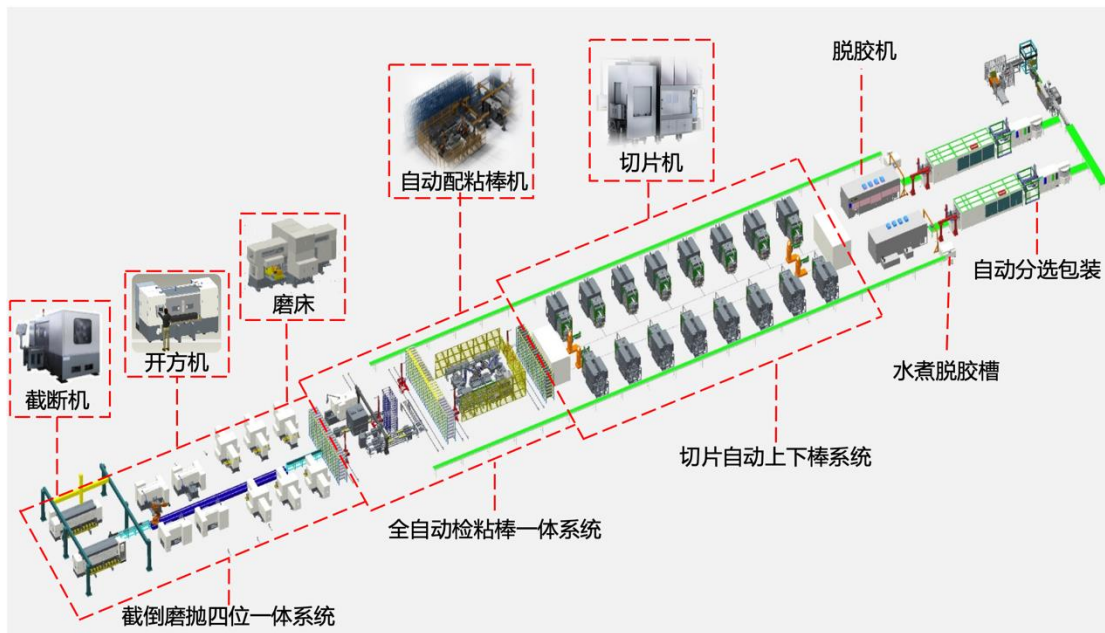 脱胶机
自动配粘棒机
切片机
磨床
自动分选包装
开方机
截断机
水煮脱胶槽
切片自动上下棒系统
全自动检粘棒一体系统
截倒磨抛四位一体系统